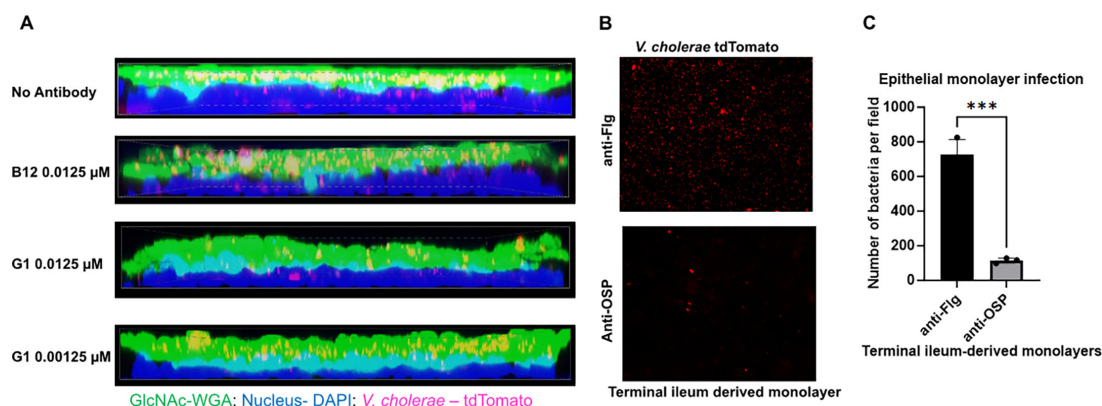 A
No Antibody
B12 0.0125 µM
G1 0.0125 µM
G1 0.00125 µM
GlcNAc-WGA; Nucleus- DAPI; V. cholerae – tdTomato
B
V. cholerae tdTomato
anti-Flg
Anti-OSP
Terminal ileum derived monolayer
C
Epithelial monolayer infection
Number of bacteria per field
1000
800
600
400
200
0
***
anti-Flg
anti-OSP
Terminal ileum-derived monolayers